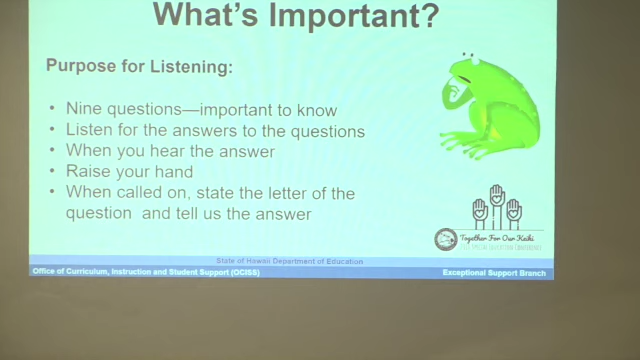 What's Important?
Purpose for Listening:
• Nine questions—important to know
• Listen for the answers to the questions
• When you hear the answer
• Raise your hand
• When called on, state the letter of the
question and tell us the answer
Together For Our Keiki
SPECIAL EDUCATION CONFERENCE
State of Hawaii Department of Education
Office of Curriculum, Instruction and Student Support (OCISS)
Exceptional Support Branch